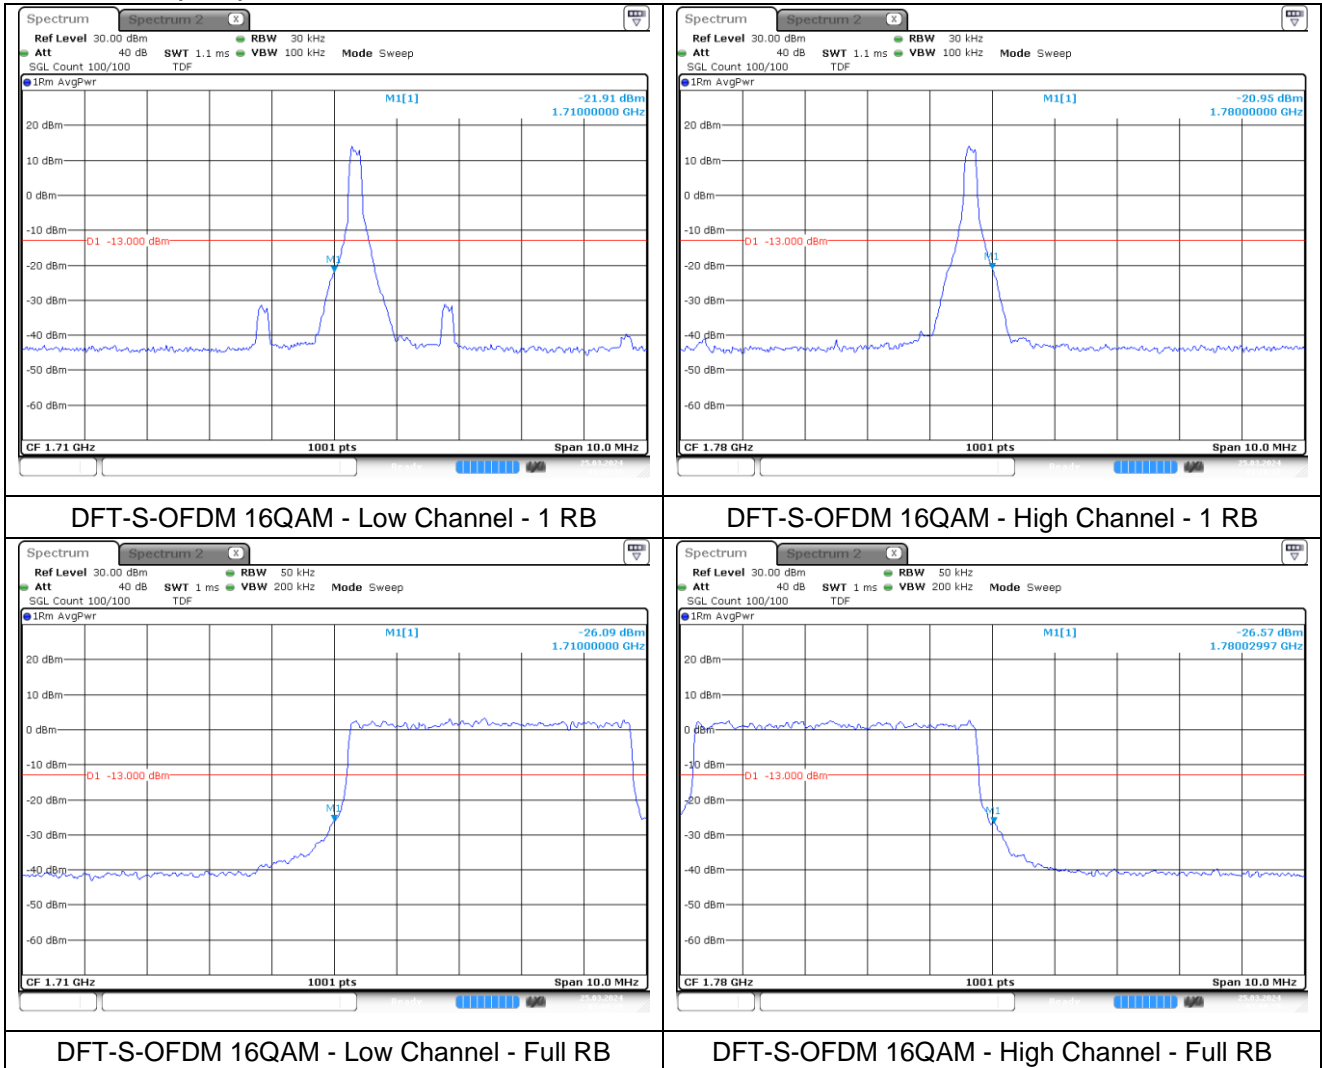 Spectrum Spectrum 2 X
Ref Level 30.00 dBm RBW 30 kHz
Att 40 dB SWT 1.1 ms VBW 100 kHz Mode Sweep
SGL Count 100/100 TDF
1Rm AvgPwr
M1[1] -21.91 dBm
1.71000000 GHz
20 dBm
10 dBm
0 dBm
-10 dBm
D1 -13.000 dBm
M1
-20 dBm
-30 dBm
-40 dBm
-50 dBm
-60 dBm
CF 1.71 GHz 1001 pts Span 10.0 MHz
Ready 25.03.2024
DFT-S-OFDM 16QAM - Low Channel - 1 RB
Spectrum Spectrum 2 X
Ref Level 30.00 dBm RBW 30 kHz
Att 40 dB SWT 1.1 ms VBW 100 kHz Mode Sweep
SGL Count 100/100 TDF
1Rm AvgPwr
M1[1] -20.95 dBm
1.78000000 GHz
20 dBm
10 dBm
0 dBm
-10 dBm
D1 -13.000 dBm
M1
-20 dBm
-30 dBm
-40 dBm
-50 dBm
-60 dBm
CF 1.78 GHz 1001 pts Span 10.0 MHz
Ready 25.03.2024
DFT-S-OFDM 16QAM - High Channel - 1 RB
Spectrum Spectrum 2 X
Ref Level 30.00 dBm RBW 50 kHz
Att 40 dB SWT 1 ms VBW 200 kHz Mode Sweep
SGL Count 100/100 TDF
1Rm AvgPwr
M1[1] -26.09 dBm
1.71000000 GHz
20 dBm
10 dBm
0 dBm
-10 dBm
D1 -13.000 dBm
-20 dBm
M1
-30 dBm
-40 dBm
-50 dBm
-60 dBm
CF 1.71 GHz 1001 pts Span 10.0 MHz
Ready 25.03.2024
DFT-S-OFDM 16QAM - Low Channel - Full RB
Spectrum Spectrum 2 X
Ref Level 30.00 dBm RBW 50 kHz
Att 40 dB SWT 1 ms VBW 200 kHz Mode Sweep
SGL Count 100/100 TDF
1Rm AvgPwr
M1[1] -26.57 dBm
1.78002997 GHz
20 dBm
10 dBm
0 dBm
-10 dBm
D1 -13.000 dBm
-20 dBm
M1
-30 dBm
-40 dBm
-50 dBm
-60 dBm
CF 1.78 GHz 1001 pts Span 10.0 MHz
Ready 25.03.2024
DFT-S-OFDM 16QAM - High Channel - Full RB